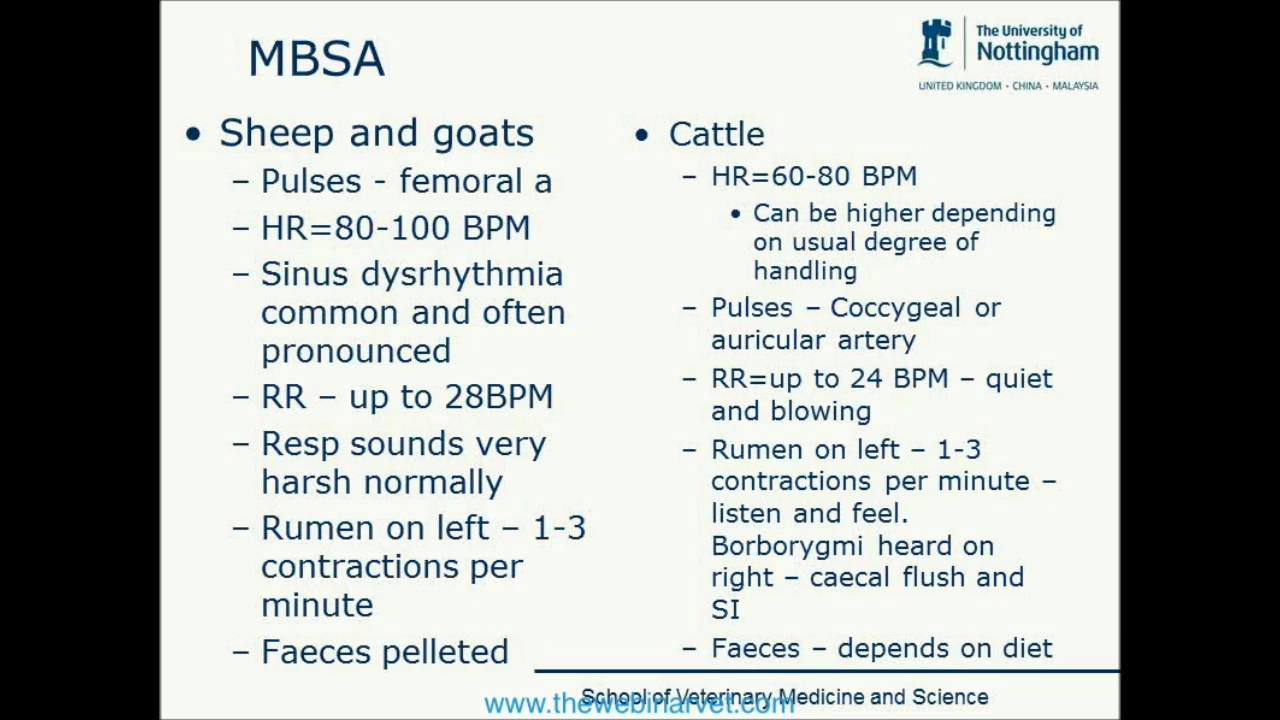 MBSA
The University of
Nottingham
UNITED KINGDOM · CHINA · MALAYSIA
• Sheep and goats
– Pulses - femoral a
– HR=80-100 BPM
– Sinus dysrhythmia
common and often
pronounced
– RR – up to 28BPM
– Resp sounds very
harsh normally
– Rumen on left – 1-3
contractions per
minute
– Faeces pelleted
• Cattle
– HR=60-80 BPM
• Can be higher depending
on usual degree of
handling
– Pulses – Coccygeal or
auricular artery
– RR=up to 24 BPM – quiet
and blowing
– Rumen on left – 1-3
contractions per minute –
listen and feel.
Borborygmi heard on
right – caecal flush and
SI
– Faeces – depends on diet
School of Veterinary Medicine and Science
www.thewebinarvet.com